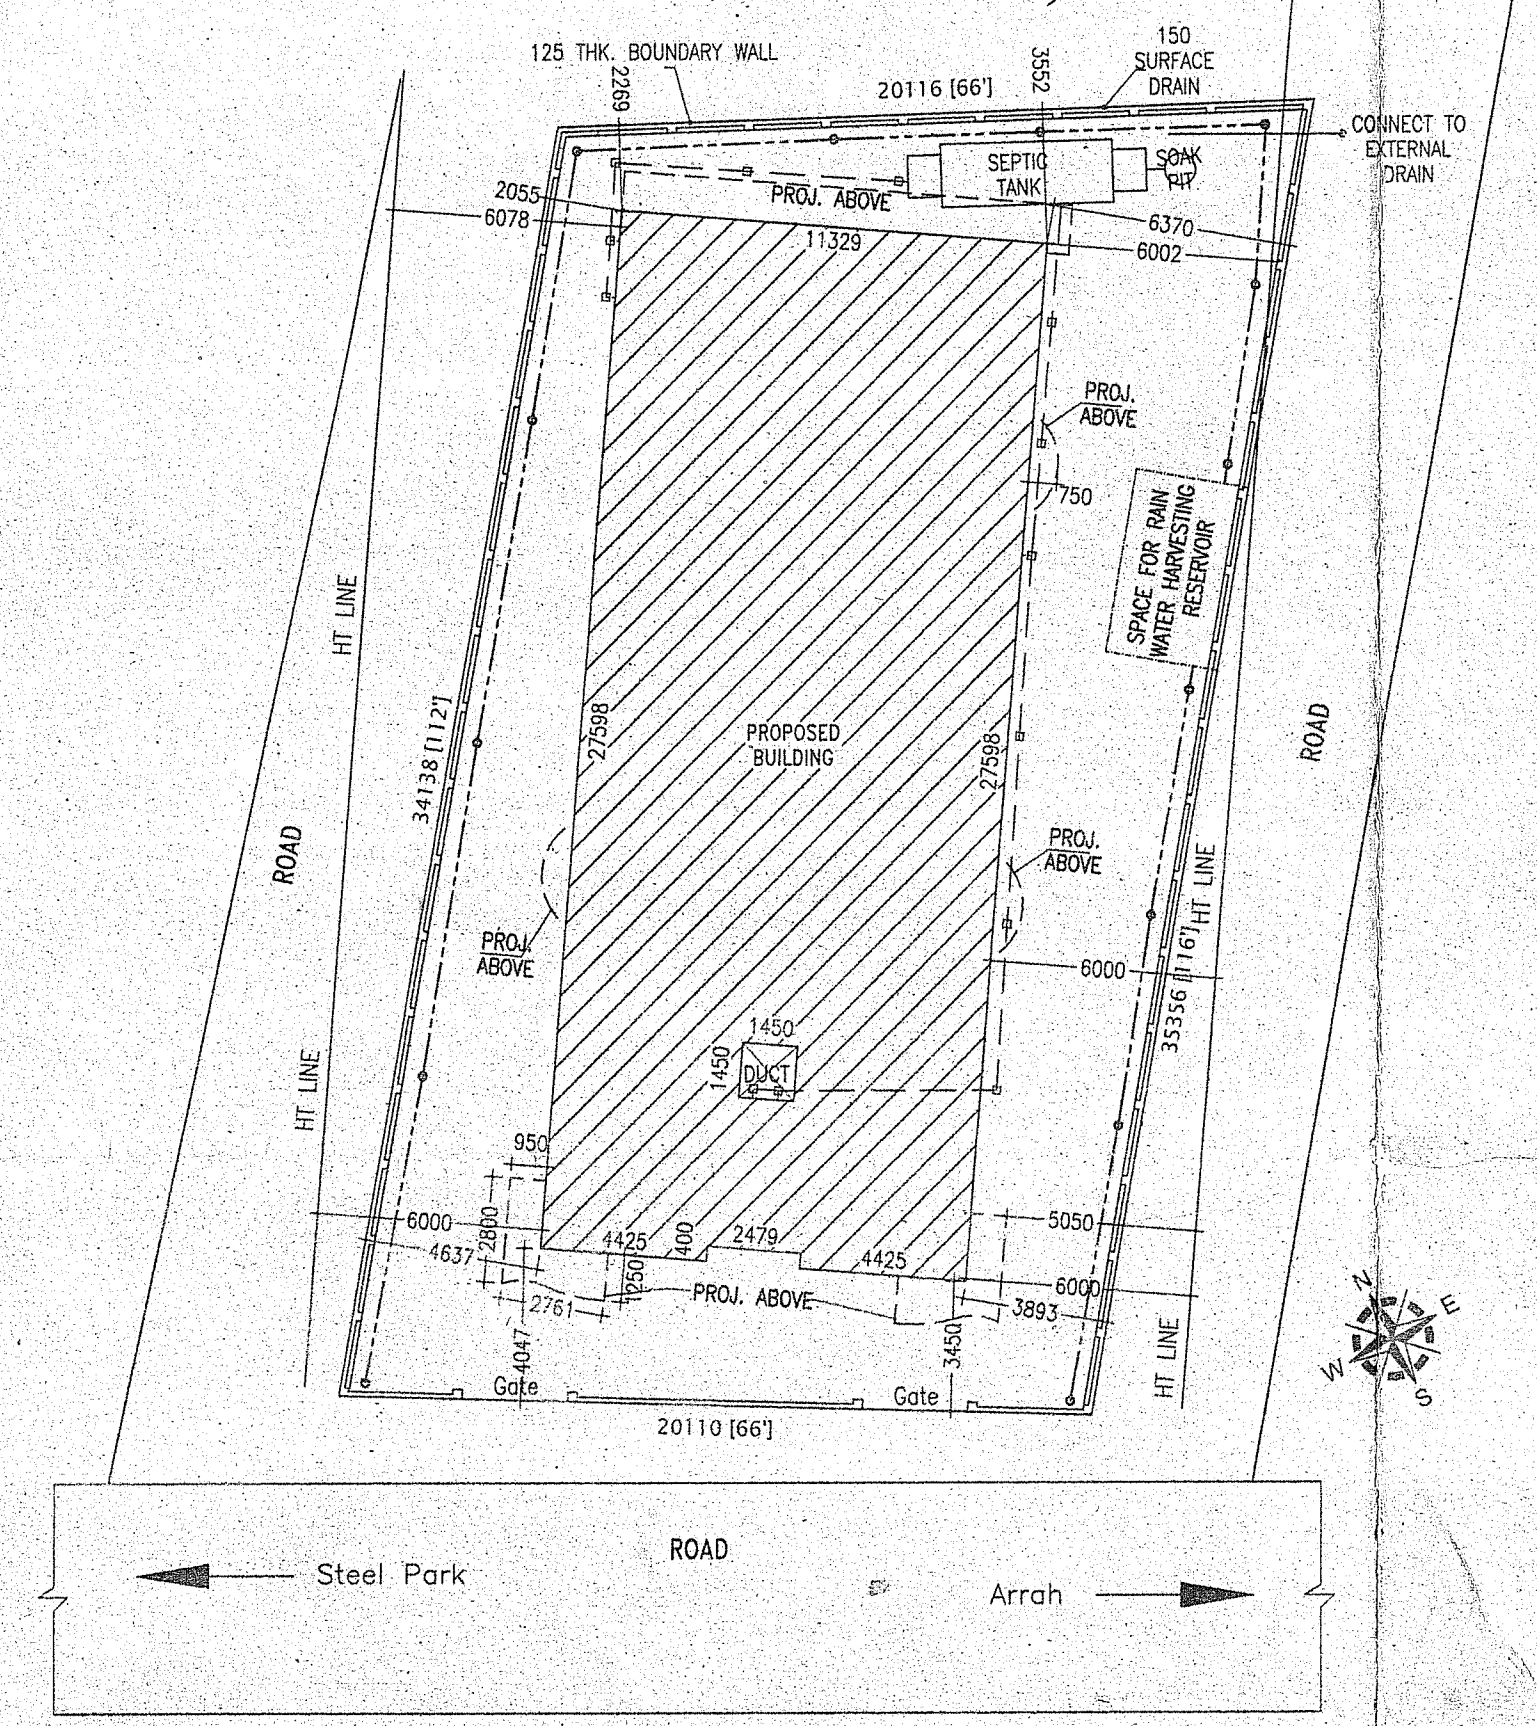 125 THK. BOUNDARY WALL
2269
20116 [66']
3552
150
SURFACE
DRAIN
CONNECT TO
EXTERNAL
DRAIN
SEPTIC
TANK
SOAK
PIT
PROJ. ABOVE
2055
6078
11329
6370
6002
PROJ.
ABOVE
750
SPACE FOR RAIN
WATER HARVESTING
RESERVOIR
HT LINE
34138 [112']
27598
PROPOSED
BUILDING
27598
ROAD
ROAD
PROJ.
ABOVE
HT LINE
PROJ.
ABOVE
6000
35356 [116']
1450
1450
DUCT
HT LINE
950
2800
6000
4637
4425
400
2479
4425
5050
6000
1250
2761
PROJ. ABOVE
3893
4047
3450
HT LINE
N
E
W
S
Gate
Gate
20110 [66']
ROAD
Steel Park
Arrah